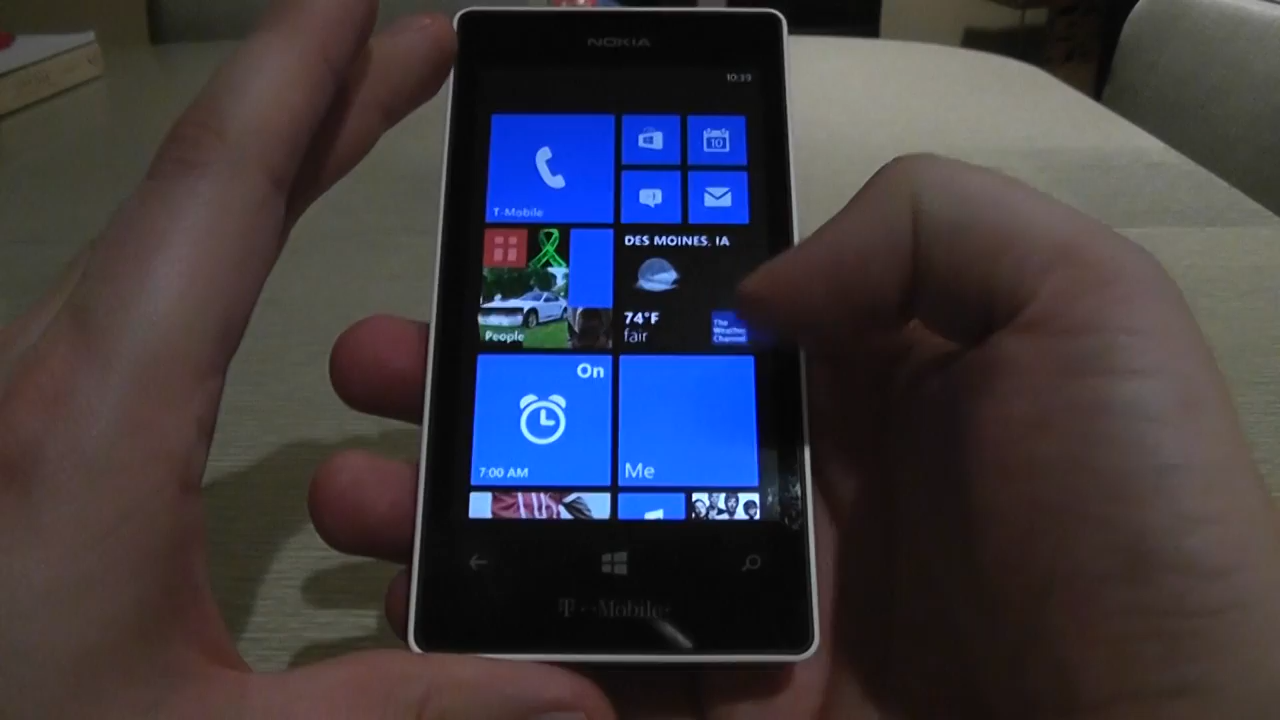 NOKIA
10:39
10
T-Mobile
DES MOINES, IA
People
74°F
fair
The
Weather
Channel
On
7:00 AM
Me
T··Mobile·